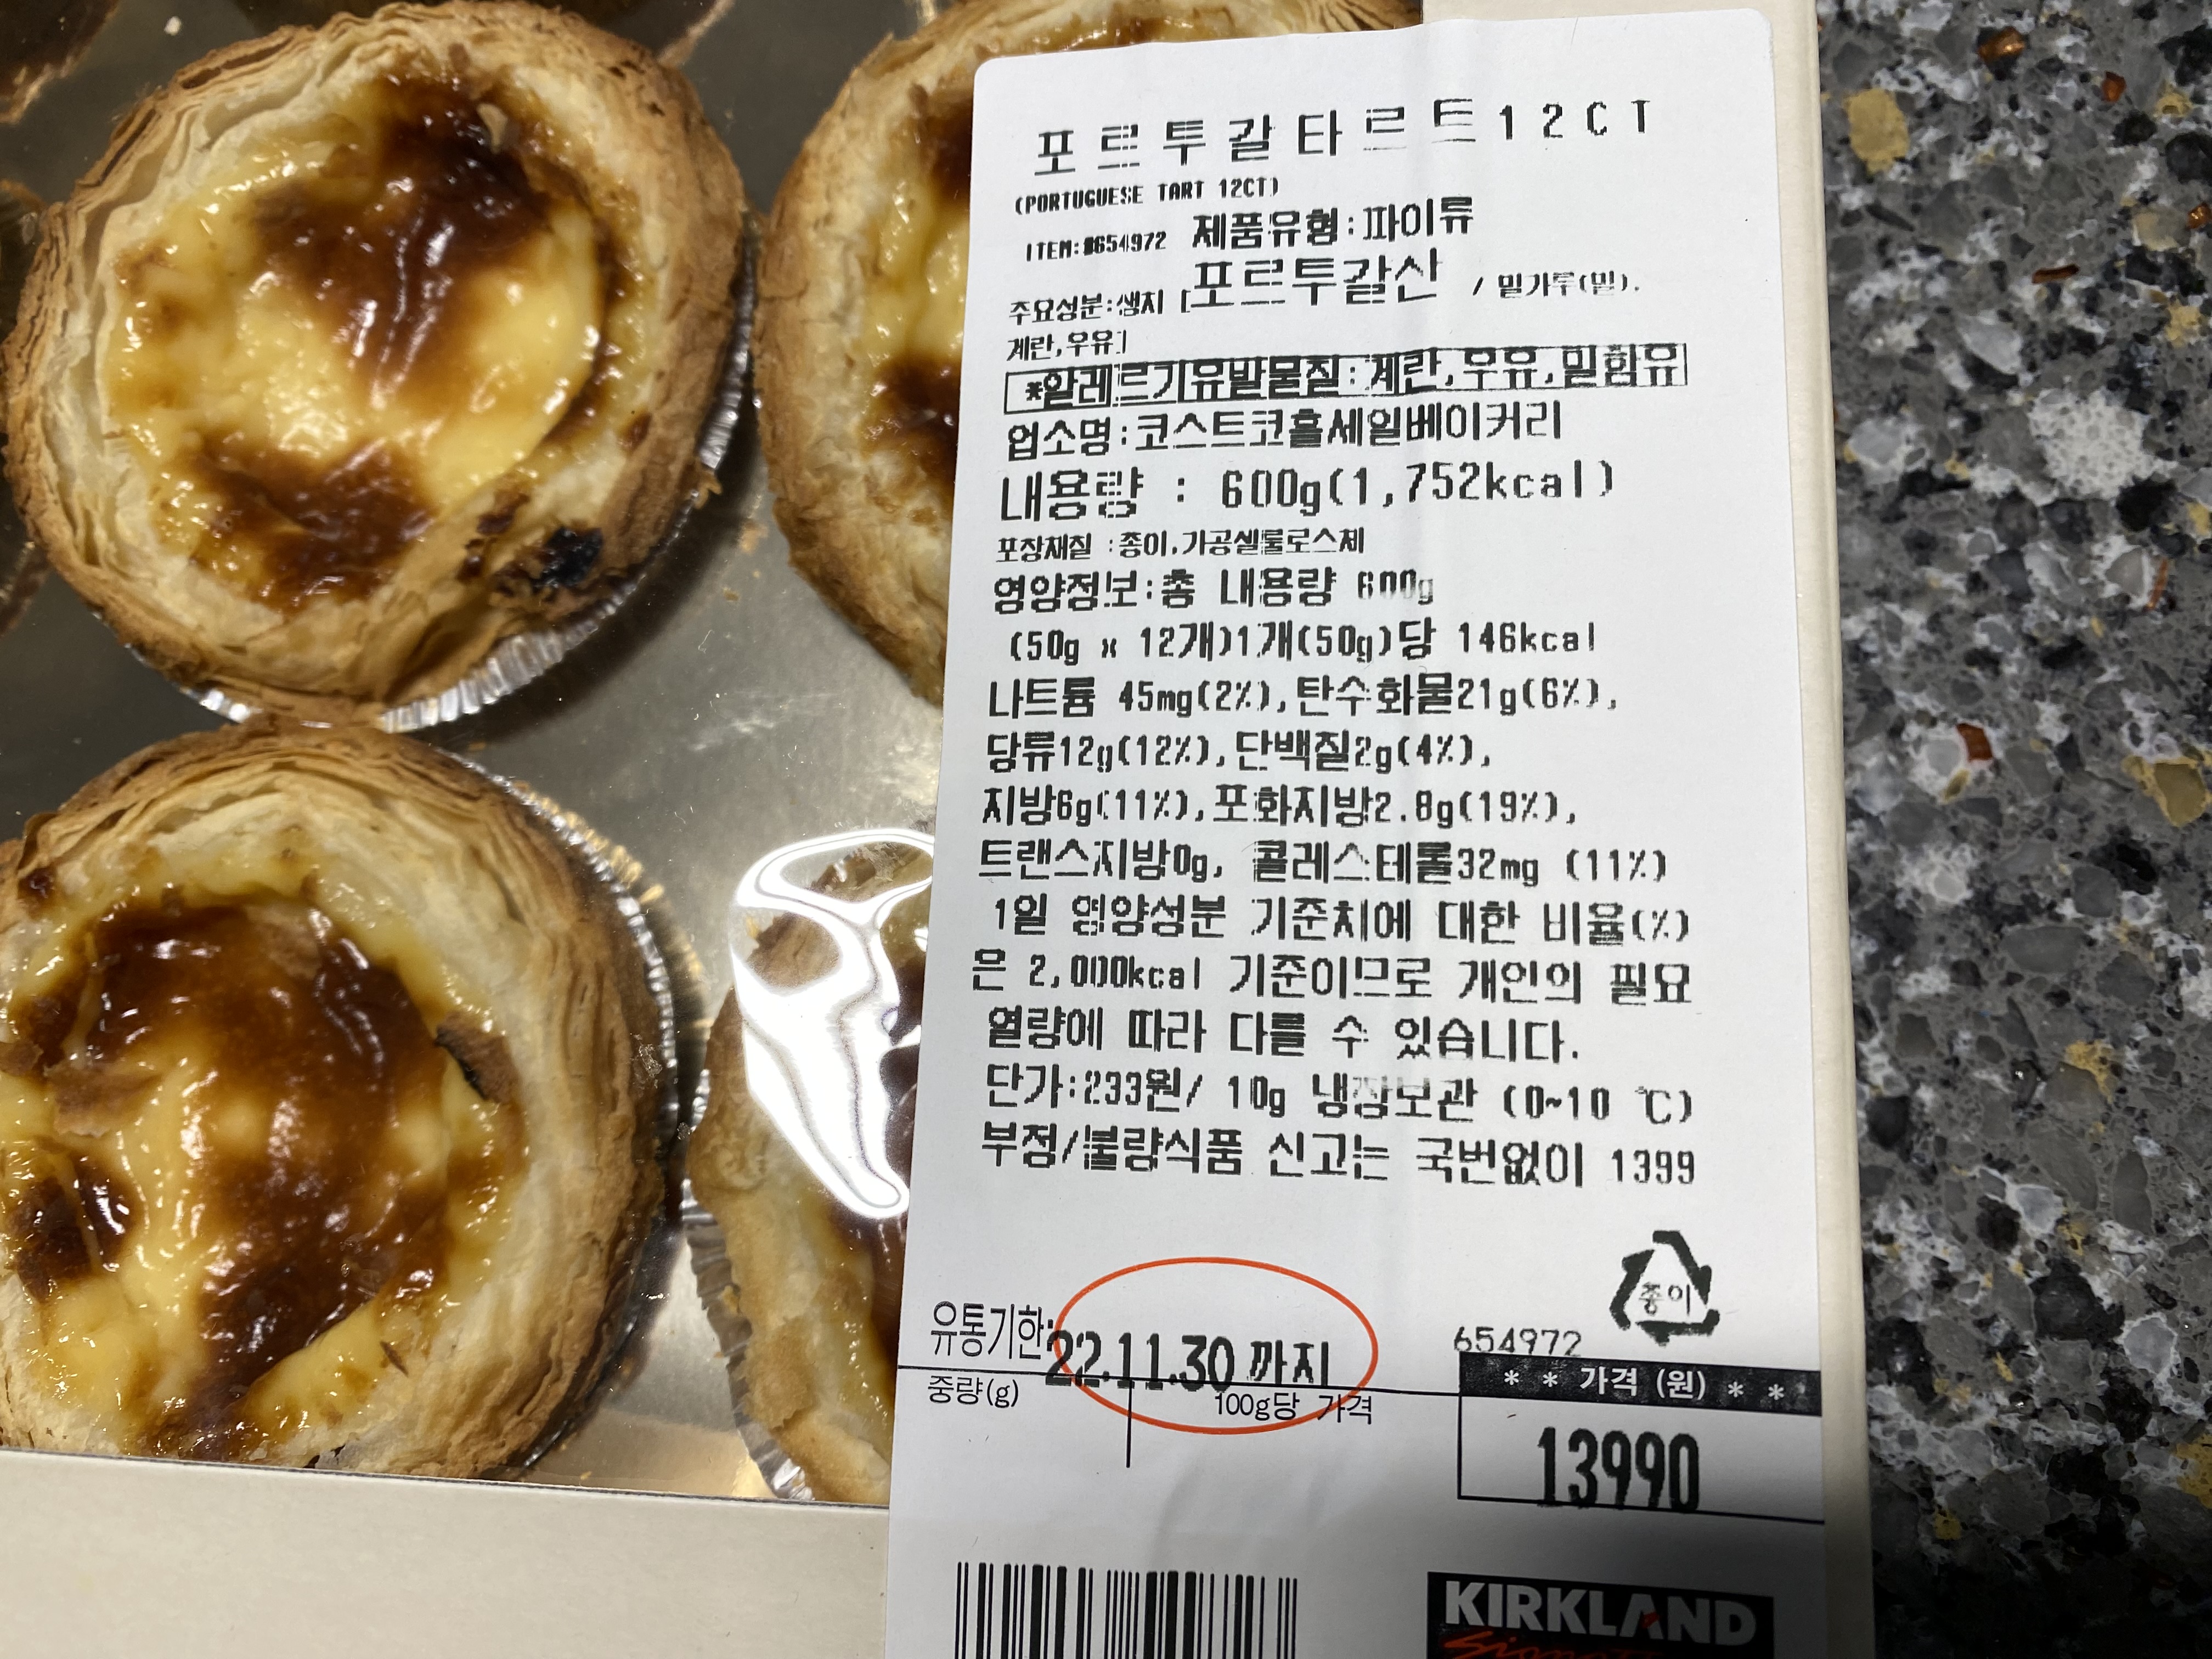 포르투갈타르트12CT
(PORTUGUESE TART 12CT)
ITEM:#654972 제품유형:파이류
주요성분:생지 [포르투갈산 / 밀가루(밀),
계란,우유]
*알레르기유발물질:계란,우유,밀함유
업소명:코스트코홀세일베이커리
내용량 : 600g(1,752kcal)
포장재질 :종이,가공셀룰로스제
영양정보:총 내용량 600g
(50g x 12개)1개(50g)당 146kcal
나트륨 45mg(2%),탄수화물21g(6%),
당류12g(12%),단백질2g(4%),
지방6g(11%),포화지방2.8g(19%),
트랜스지방0g, 콜레스테롤32mg (11%)
1일 영양성분 기준치에 대한 비율(%)
은 2,000kcal 기준이므로 개인의 필요
열량에 따라 다를 수 있습니다.
단가:233원/ 10g 냉장보관 (0~10 ℃)
부정/불량식품 신고는 국번없이 1399
종이
유통기한:22.11.30 까지
654972
중량(g) 100g당 가격
* * 가격 (원) * *
13990
KIRKLAND
Signature